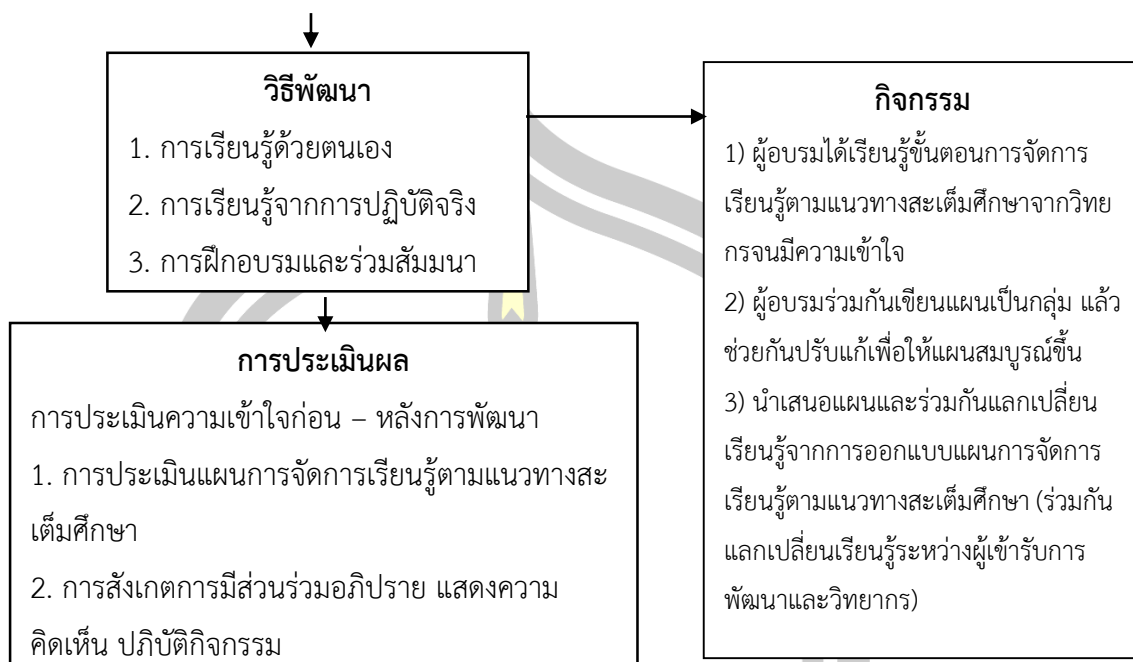 วิธีพัฒนา
1. การเรียนรู้ด้วยตนเอง
2. การเรียนรู้จากการปฏิบัติจริง
3. การฝึกอบรมและร่วมสัมมนา
กิจกรรม
1) ผู้อบรมได้เรียนรู้ขั้นตอนการจัดการ
เรียนรู้ตามแนวทางสะเต็มศึกษาจากวิทย
กรจนมีความเข้าใจ
2) ผู้อบรมร่วมกันเขียนแผนเป็นกลุ่ม แล้ว
ช่วยกันปรับแก้เพื่อให้แผนสมบูรณ์ขึ้น
3) นำเสนอแผนและร่วมกันแลกเปลี่ยน
เรียนรู้จากการออกแบบแผนการจัดการ
เรียนรู้ตามแนวทางสะเต็มศึกษา (ร่วมกัน
แลกเปลี่ยนเรียนรู้ระหว่างผู้เข้ารับการ
พัฒนาและวิทยากร)
การประเมินผล
การประเมินความเข้าใจก่อน – หลังการพัฒนา
1. การประเมินแผนการจัดการเรียนรู้ตามแนวทางสะ
เต็มศึกษา
2. การสังเกตการมีส่วนร่วมอภิปราย แสดงความ
คิดเห็น ปฏิบัติกิจกรรม